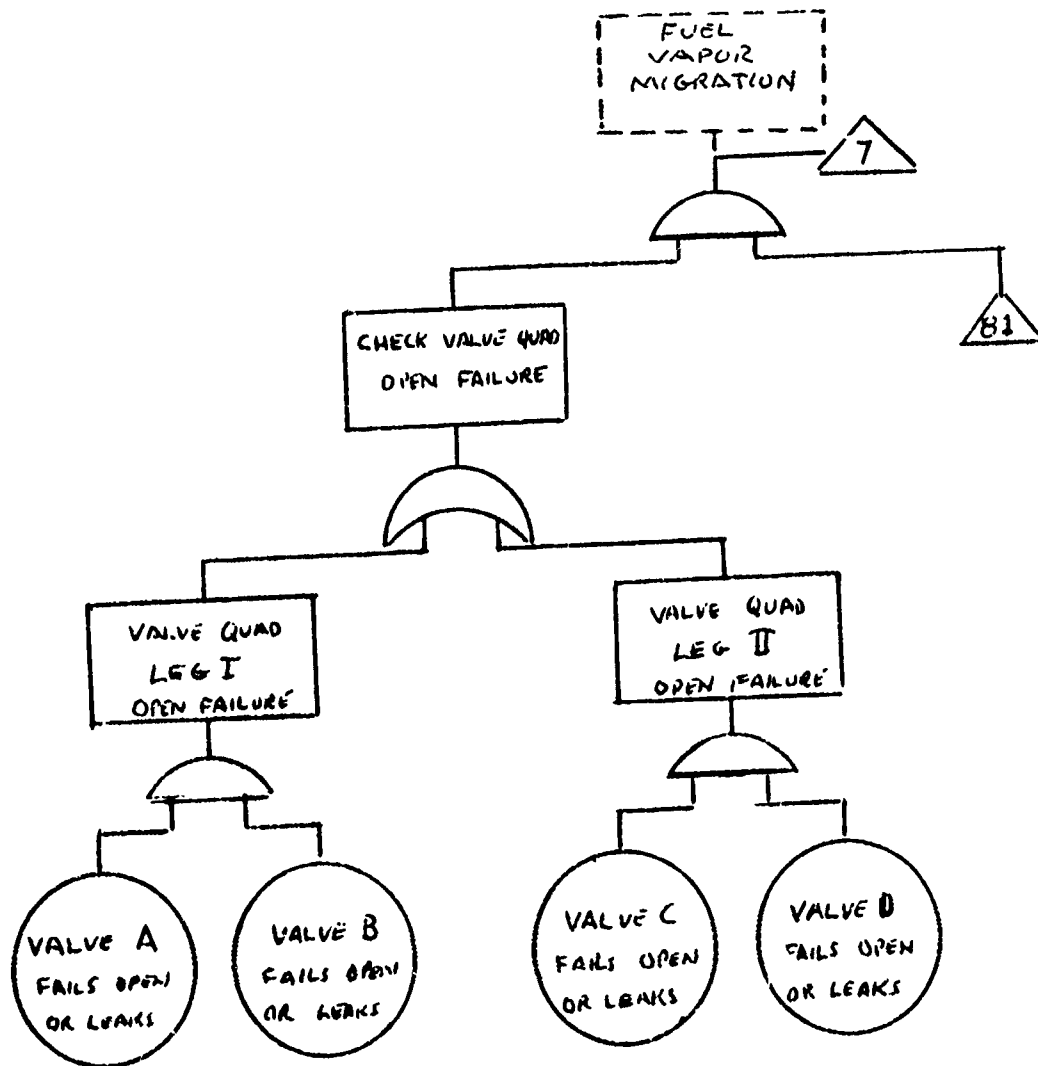 FUEL
VAPOR
MIGRATION
7
81
CHECK VALVE QUAD
OPEN FAILURE
VALVE QUAD
LEG I
OPEN FAILURE
VALVE QUAD
LEG II
OPEN FAILURE
VALVE A
FAILS OPEN
OR LEAKS
VALVE B
FAILS OPEN
OR LEAKS
VALVE C
FAILS OPEN
OR LEAKS
VALVE D
FAILS OPEN
OR LEAKS